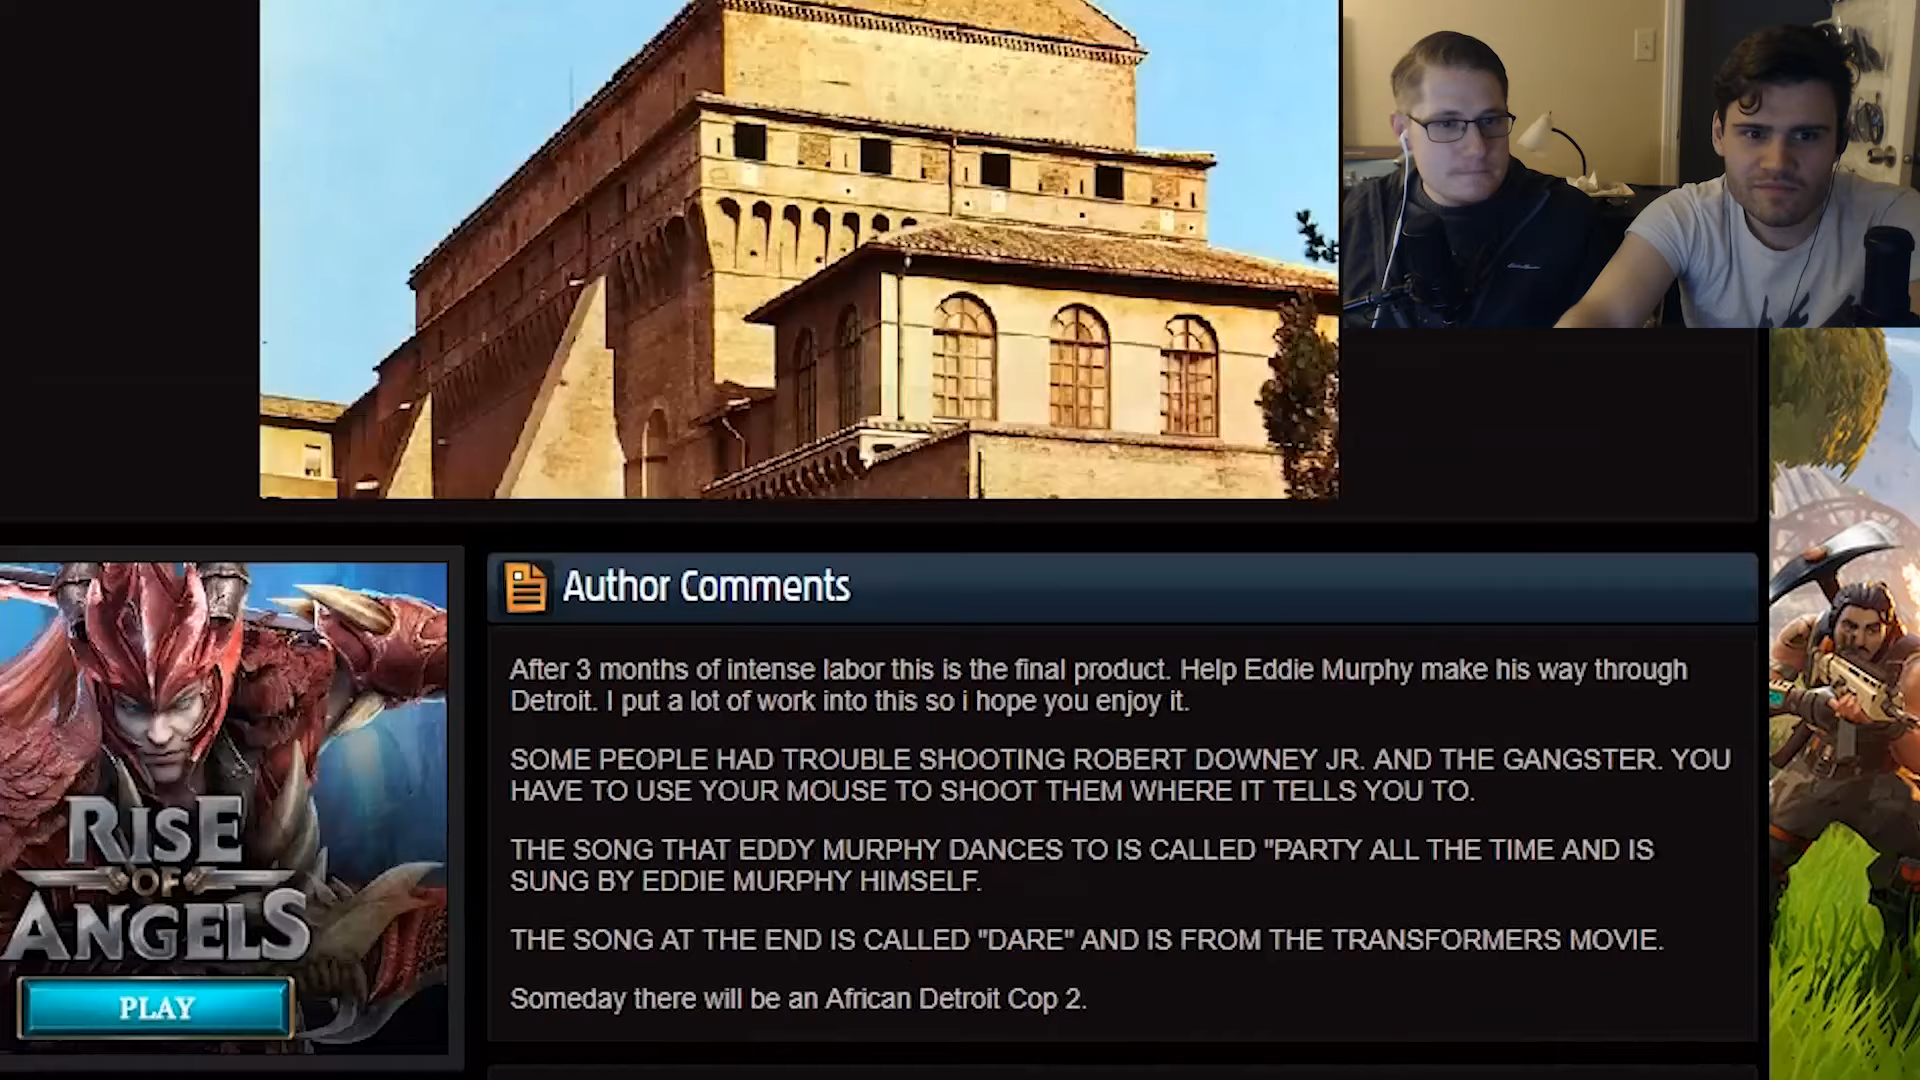 Author Comments
After 3 months of intense labor this is the final product. Help Eddie Murphy make his way through
Detroit. I put a lot of work into this so i hope you enjoy it.
SOME PEOPLE HAD TROUBLE SHOOTING ROBERT DOWNEY JR. AND THE GANGSTER. YOU
HAVE TO USE YOUR MOUSE TO SHOOT THEM WHERE IT TELLS YOU TO.
THE SONG THAT EDDY MURPHY DANCES TO IS CALLED "PARTY ALL THE TIME AND IS
SUNG BY EDDIE MURPHY HIMSELF.
THE SONG AT THE END IS CALLED "DARE" AND IS FROM THE TRANSFORMERS MOVIE.
Someday there will be an African Detroit Cop 2.
RISE
OF
ANGELS
PLAY